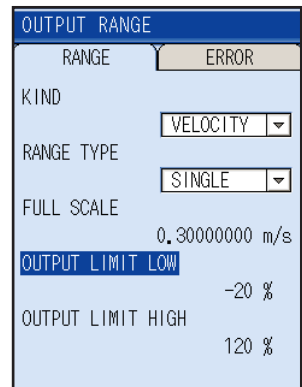 OUTPUT RANGE
RANGE ERROR
KIND
VELOCITY
RANGE TYPE
SINGLE
FULL SCALE
0.30000000 m/s
OUTPUT LIMIT LOW
-20 %
OUTPUT LIMIT HIGH
120 %